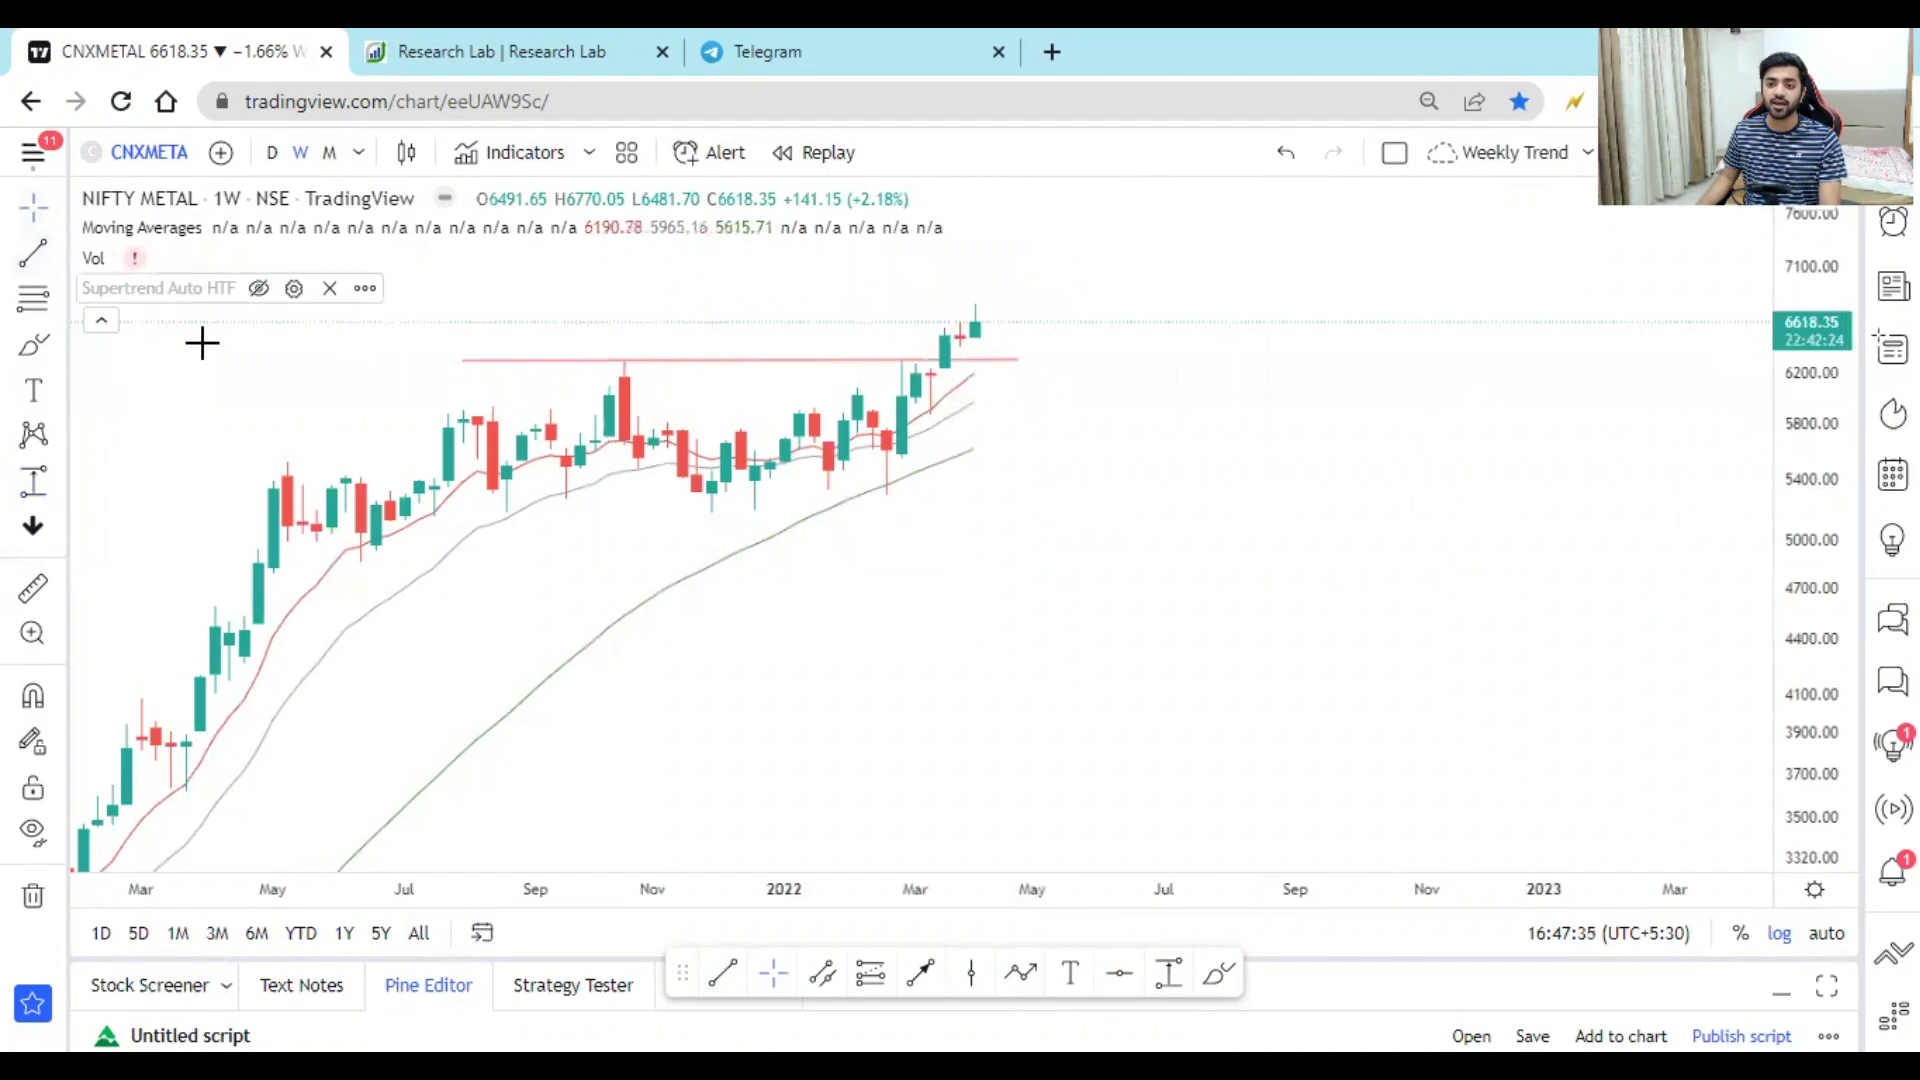 CNXMETAL 6618.35 ▼ −1.66% W
Research Lab | Research Lab
Telegram
tradingview.com/chart/eeUAW9Sc/
11
CNXMETA
D W M
Indicators
Alert
Replay
Weekly Trend
NIFTY METAL · 1W · NSE · TradingView
O6491.65 H6770.05 L6481.70 C6618.35 +141.15 (+2.18%)
Moving Averages n/a n/a n/a n/a n/a n/a n/a n/a n/a n/a n/a 6190.78 5965.16 5615.71 n/a n/a n/a n/a n/a
Vol !
Supertrend Auto HTF
7600.00
7100.00
6618.35
22:42:24
6200.00
5800.00
5400.00
5000.00
4700.00
4400.00
4100.00
3900.00
3700.00
3500.00
3320.00
Mar May Jul Sep Nov 2022 Mar May Jul Sep Nov 2023 Mar
1D 5D 1M 3M 6M YTD 1Y 5Y All
16:47:35 (UTC+5:30) % log auto
Stock Screener
Text Notes
Pine Editor
Strategy Tester
Untitled script
Open Save Add to chart Publish script
1
1